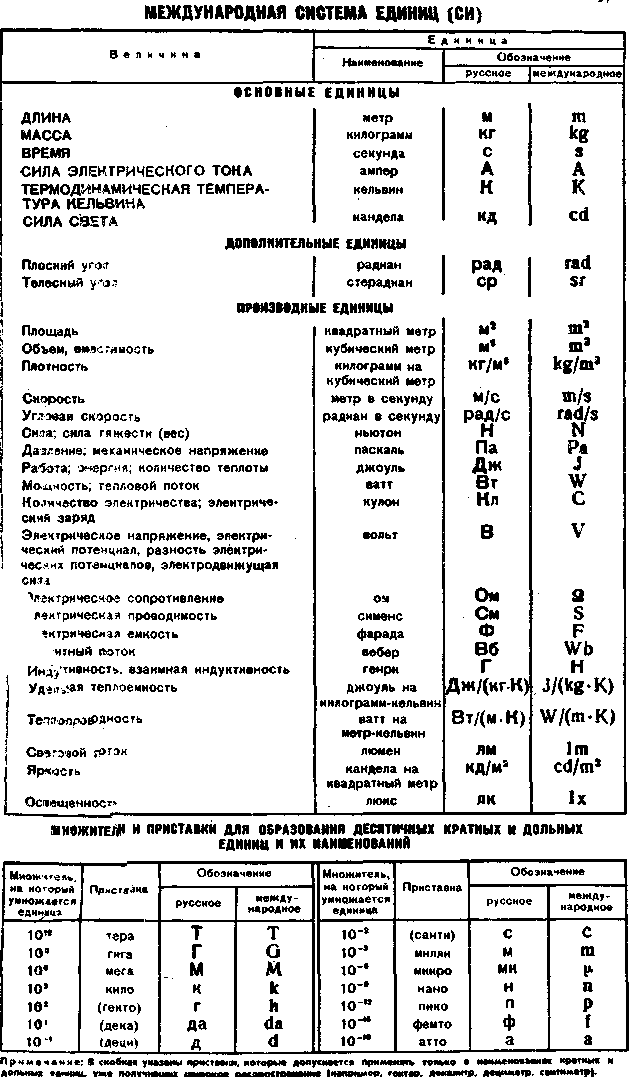 МЕЖДУНАРОДНАЯ СИСТЕМА ЕДИНИЦ (СИ)
Величина Единица
Наименование Обозначение
русское международное
ОСНОВНЫЕ ЕДИНИЦЫ
ДЛИНА метр м m
МАССА килограмм кг kg
ВРЕМЯ секунда с s
СИЛА ЭЛЕКТРИЧЕСКОГО ТОКА ампер А A
ТЕРМОДИНАМИЧЕСКАЯ ТЕМПЕРА- кельвин К K
ТУРА КЕЛЬВИНА
СИЛА СВЕТА кандела кд cd
ДОПОЛНИТЕЛЬНЫЕ ЕДИНИЦЫ
Плоский угол радиан рад rad
Телесный угол стерадиан ср sr
ПРОИЗВОДНЫЕ ЕДИНИЦЫ
Площадь квадратный метр м² m²
Объем, вместимость кубический метр м³ m³
Плотность килограмм на кг/м³ kg/m³
кубический метр
Скорость метр в секунду м/с m/s
Угловая скорость радиан в секунду рад/с rad/s
Сила; сила тяжести (вес) ньютон Н N
Давление; механическое напряжение паскаль Па Pa
Работа; энергия; количество теплоты джоуль Дж J
Мощность; тепловой поток ватт Вт W
Количество электричества; электриче- кулон Кл C
ский заряд
Электрическое напряжение, электри- вольт В V
ческий потенциал, разность электри-
ческих потенциалов, электродвижущая
сила
Электрическое сопротивление ом Ом Ω
лектрическая проводимость сименс См S
ектрическая емкость фарада Ф F
итный поток вебер Вб Wb
Индуктивность, взаимная индуктивность генри Г H
Удельная теплоемкость джоуль на Дж/(кг·К) J/(kg·K)
килограмм-кельвин
Теплопроводность ватт на Вт/(м·К) W/(m·K)
метр-кельвин
Световой поток люмен лм lm
Яркость кандела на кд/м² cd/m²
квадратный метр
Освещенность люкс лк lx
МНОЖИТЕЛИ И ПРИСТАВКИ ДЛЯ ОБРАЗОВАНИЯ ДЕСЯТИЧНЫХ КРАТНЫХ И ДОЛЬНЫХ
ЕДИНИЦ И ИХ НАИМЕНОВАНИЙ
Множитель, Обозначение Множитель, Обозначение
на который Приставка на который Приставка
умножается русское между- умножается русское между-
единица народное единица народное
10¹² тера Т T 10⁻² (санти) с c
10⁹ гига Г G 10⁻³ милли м m
10⁶ мега М M 10⁻⁶ микро мк μ
10³ кило к k 10⁻⁹ нано н n
10² (гекто) г h 10⁻¹² пико п p
10¹ (дека) да da 10⁻¹⁵ фемто ф f
10⁻¹ (деци) д d 10⁻¹⁸ атто а a
Примечание: В скобках указаны приставки, которые допускается применять только в наименованиях кратных и
дольных единиц, уже получивших широкое распространение (например, гектар, декалитр, дециметр, сантиметр).